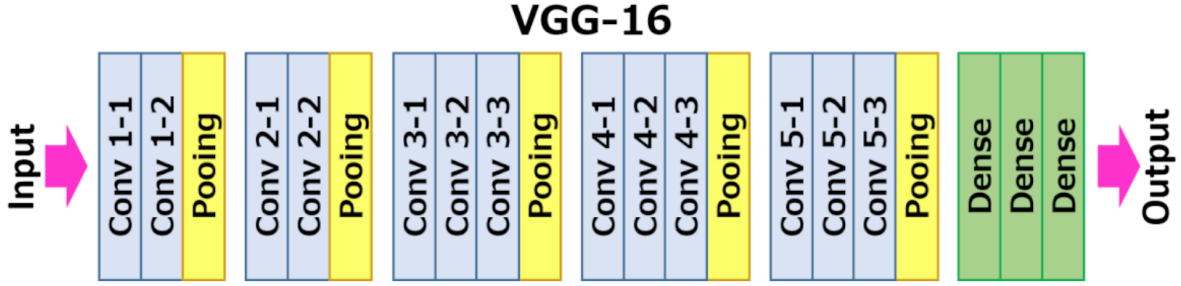 VGG-16
Input
Conv 1-1
Conv 1-2
Pooing
Conv 2-1
Conv 2-2
Pooing
Conv 3-1
Conv 3-2
Conv 3-3
Pooing
Conv 4-1
Conv 4-2
Conv 4-3
Pooing
Conv 5-1
Conv 5-2
Conv 5-3
Pooing
Dense
Dense
Dense
Output